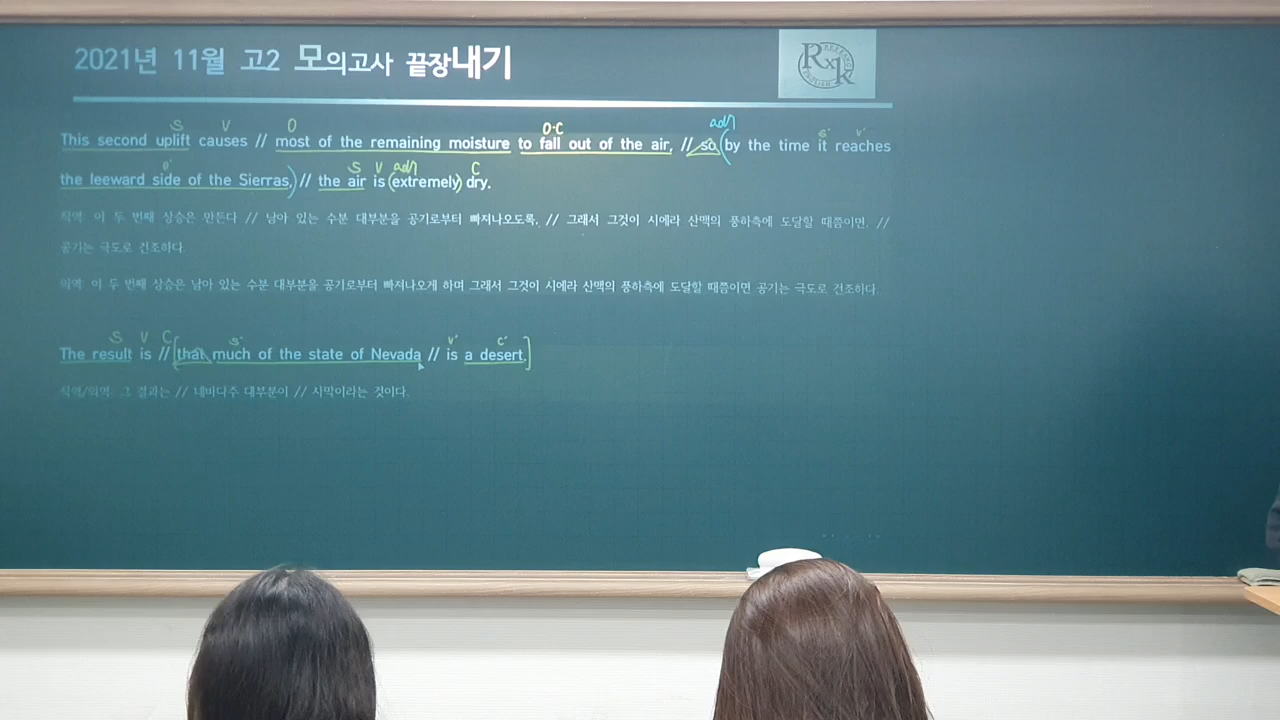 2021년 11월 고2 모의고사 끝장내기
R x K
S V O O·C adv S' V'
This second uplift causes // most of the remaining moisture to fall out of the air, // so (by the time it reaches
O' S V adv C
the leeward side of the Sierras,) // the air is (extremely) dry.
직역: 이 두 번째 상승은 만든다 // 남아 있는 수분 대부분을 공기로부터 빠져나오도록, // 그래서 그것이 시에라 산맥의 풍하측에 도달할 때쯤이면, //
공기는 극도로 건조하다.
의역: 이 두 번째 상승은 남아 있는 수분 대부분을 공기로부터 빠져나오게 하며 그래서 그것이 시에라 산맥의 풍하측에 도달할 때쯤이면 공기는 극도로 건조하다.
S V C S' V' C'
The result is // [that much of the state of Nevada // is a desert.]
직역/의역: 그 결과는 // 네바다주 대부분이 // 사막이라는 것이다.